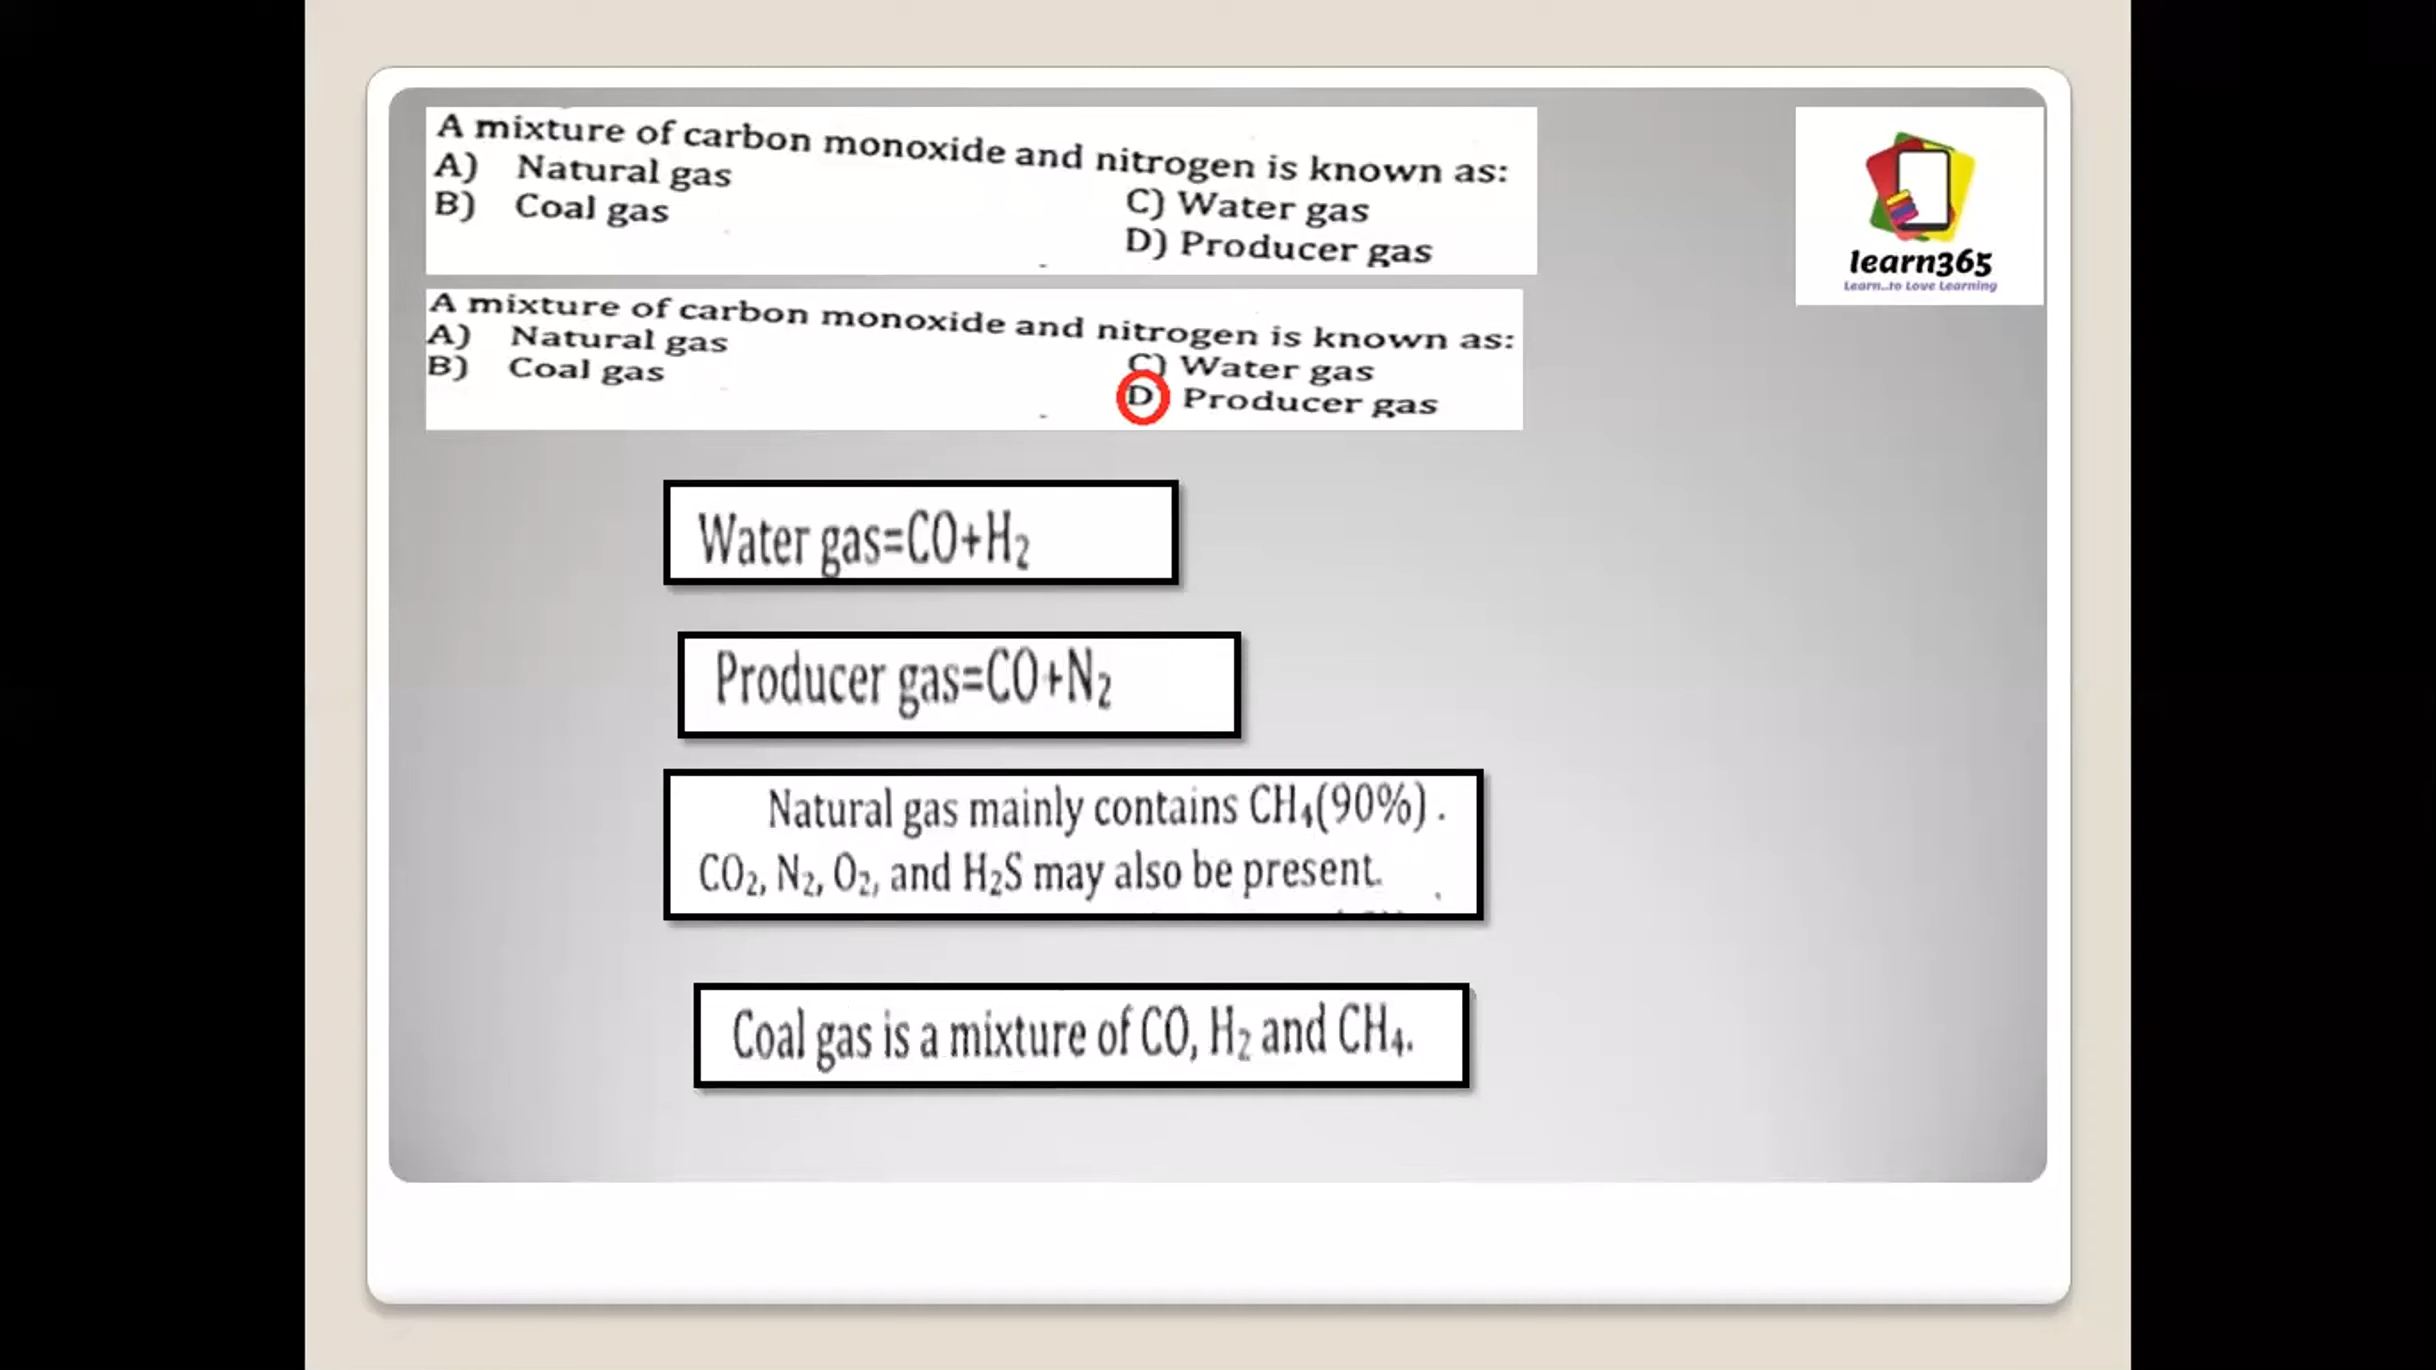 A mixture of carbon monoxide and nitrogen is known as:
A) Natural gas
B) Coal gas
C) Water gas
D) Producer gas
learn365
Learn...to Love Learning
A mixture of carbon monoxide and nitrogen is known as:
A) Natural gas
B) Coal gas
C) Water gas
D Producer gas
Water gas=CO+H₂
Producer gas=CO+N₂
Natural gas mainly contains CH₄(90%) .
CO₂, N₂, O₂, and H₂S may also be present.
Coal gas is a mixture of CO, H₂ and CH₄.